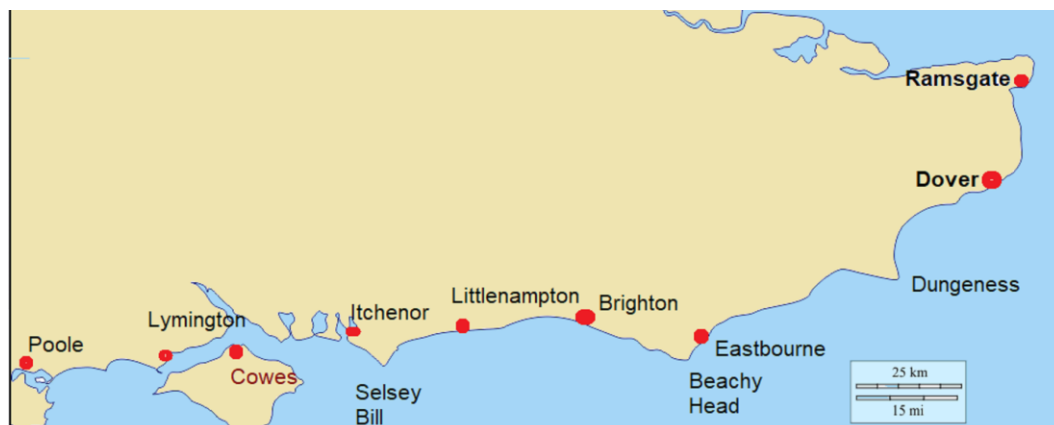 Ramsgate
Dover
Dungeness
Littlenampton
Brighton
Itchenor
Lymington
Poole
Eastbourne
Cowes
Selsey
Bill
Beachy
Head
25 km
15 mi